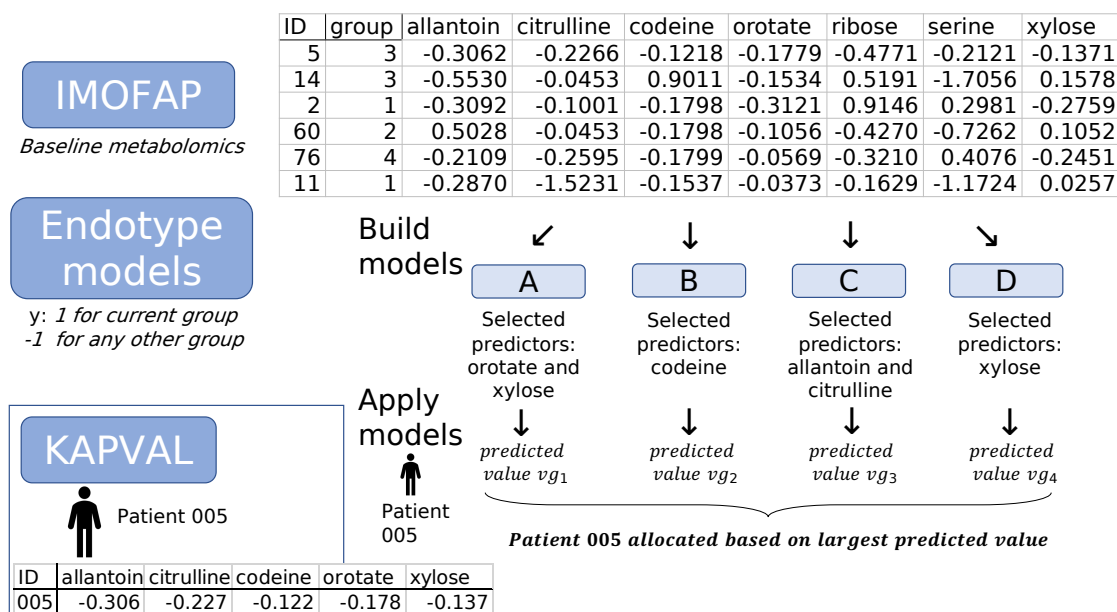 ID group allantoin citrulline codeine orotate ribose serine xylose
5 3 -0.3062 -0.2266 -0.1218 -0.1779 -0.4771 -0.2121 -0.1371
14 3 -0.5530 -0.0453 0.9011 -0.1534 0.5191 -1.7056 0.1578
2 1 -0.3092 -0.1001 -0.1798 -0.3121 0.9146 0.2981 -0.2759
60 2 0.5028 -0.0453 -0.1798 -0.1056 -0.4270 -0.7262 0.1052
76 4 -0.2109 -0.2595 -0.1799 -0.0569 -0.3210 0.4076 -0.2451
11 1 -0.2870 -1.5231 -0.1537 -0.0373 -0.1629 -1.1724 0.0257
IMOFAP
Baseline metabolomics
Endotype
models
y: 1 for current group
-1 for any other group
Build
models
A
Selected
predictors:
orotate and
xylose
B
Selected
predictors:
codeine
C
Selected
predictors:
allantoin and
citrulline
D
Selected
predictors:
xylose
Apply
models
Patient
005
predicted
value vg₁
predicted
value vg₂
predicted
value vg₃
predicted
value vg₄
Patient 005 allocated based on largest predicted value
KAPVAL
Patient 005
ID allantoin citrulline codeine orotate xylose
005 -0.306 -0.227 -0.122 -0.178 -0.137